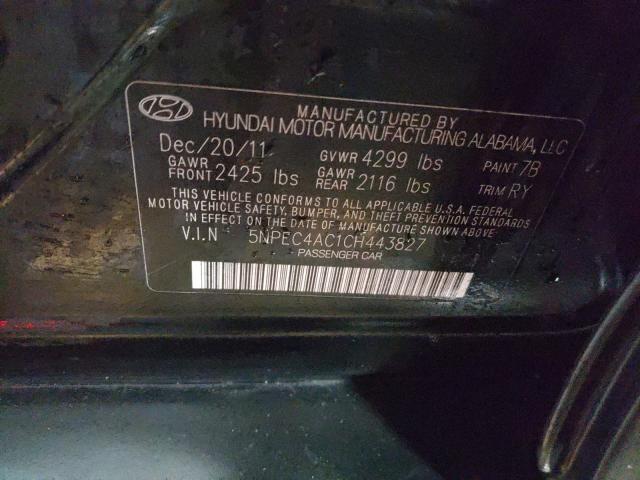 MANUFACTURED BY
HYUNDAI MOTOR MANUFACTURING ALABAMA, LLC
Dec/20/11 GVWR 4299 lbs PAINT 7B
GAWR FRONT 2425 lbs GAWR REAR 2116 lbs TRIM RY
THIS VEHICLE CONFORMS TO ALL APPLICABLE U.S.A. FEDERAL
MOTOR VEHICLE SAFETY, BUMPER, AND THEFT PREVENTION STANDARDS
IN EFFECT ON THE DATE OF MANUFACTURE SHOWN ABOVE.
V.I.N 5NPEC4AC1CH443827
PASSENGER CAR